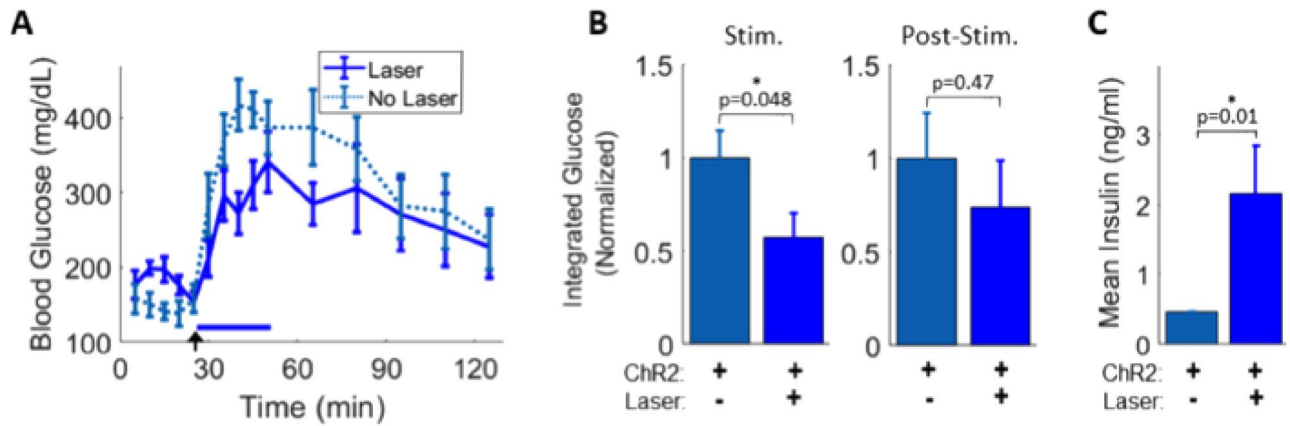 A
Blood Glucose (mg/dL)
400
300
200
100
Laser
No Laser
0 30 60 90 120
Time (min)
B
Stim.
Integrated Glucose
(Normalized)
1.5
1
0.5
0
*
p=0.048
ChR2: + +
Laser: - +
Post-Stim.
1.5
1
0.5
0
p=0.47
+ +
- +
C
Mean Insulin (ng/ml)
3
2
1
0
*
p=0.01
ChR2: + +
Laser: - +